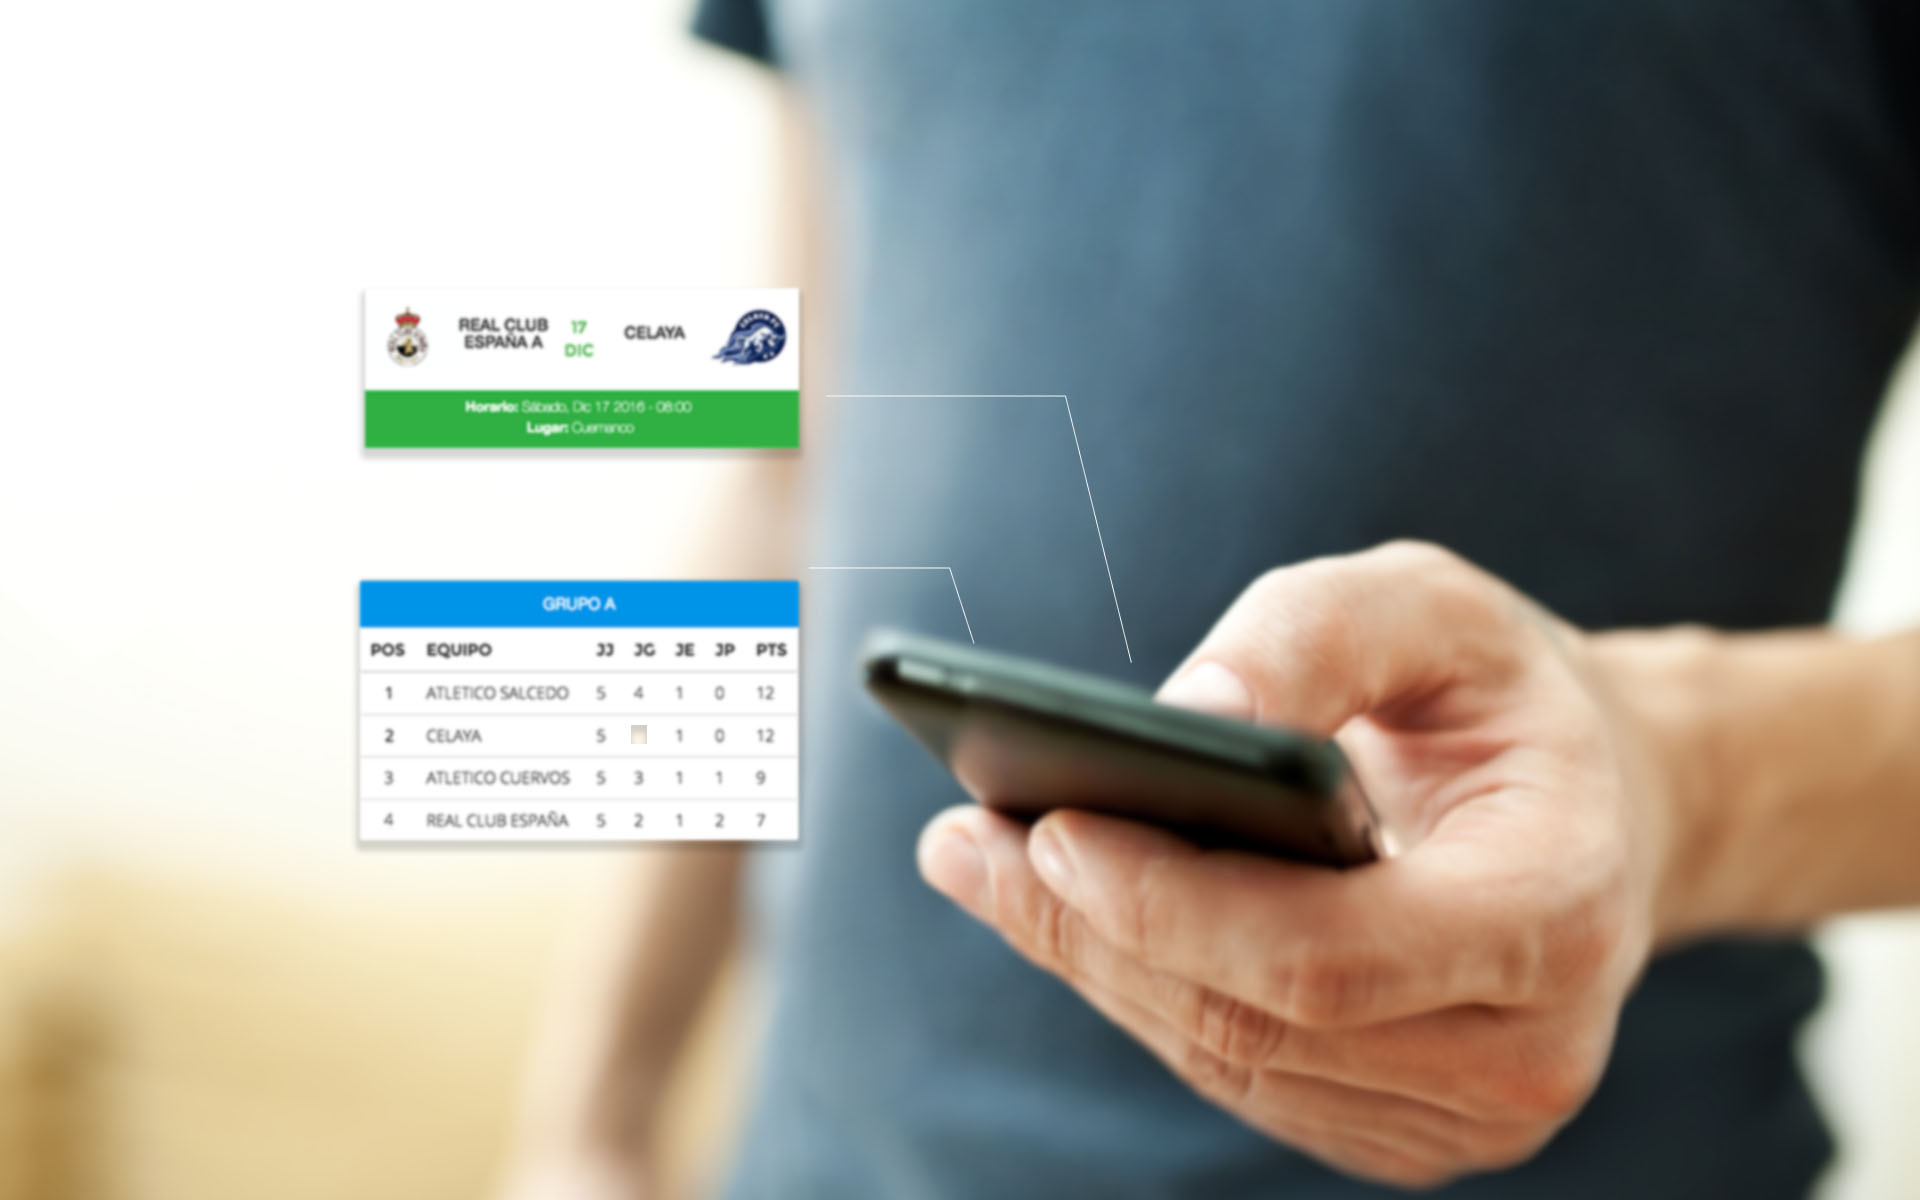 REAL CLUB
ESPAÑA A
17
DIC
CELAYA
Horario: Sábado, Dic 17 2016 - 08:00
Lugar: Cuemanco
GRUPO A
POS EQUIPO JJ JG JE JP PTS
1 ATLETICO SALCEDO 5 4 1 0 12
2 CELAYA 5 1 0 12
3 ATLETICO CUERVOS 5 3 1 1 9
4 REAL CLUB ESPAÑA 5 2 1 2 7